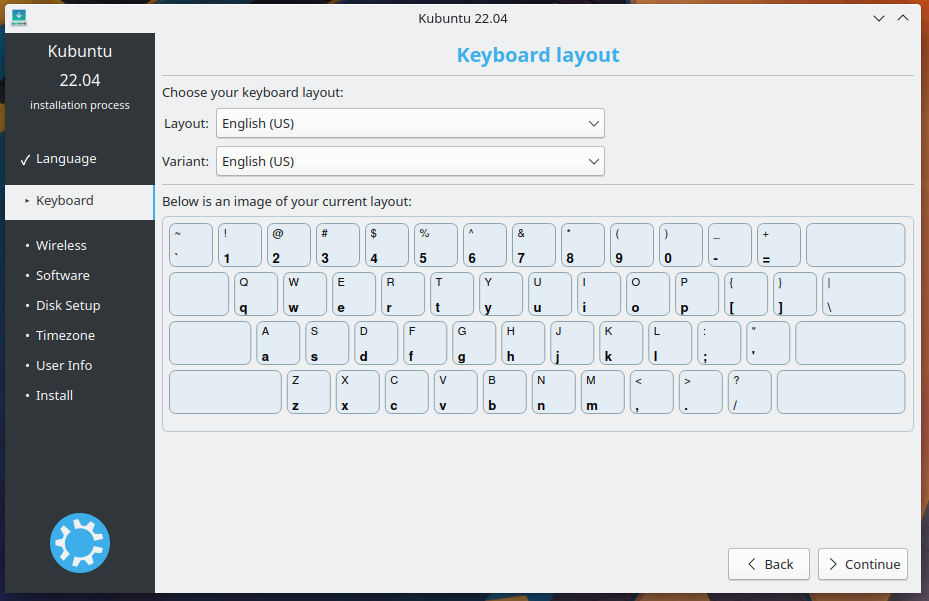 Kubuntu 22.04
Kubuntu
22.04
installation process
✓ Language
▸ Keyboard
• Wireless
• Software
• Disk Setup
• Timezone
• User Info
• Install
Keyboard layout
Choose your keyboard layout:
Layout: English (US)
Variant: English (US)
Below is an image of your current layout:
~ ! @ # $ % ^ & * ( ) _ +
` 1 2 3 4 5 6 7 8 9 0 - =
Q W E R T Y U I O P { } |
q w e r t y u i o p [ ] \
A S D F G H J K L : "
a s d f g h j k l ; '
Z X C V B N M < > ?
z x c v b n m , . /
Back Continue